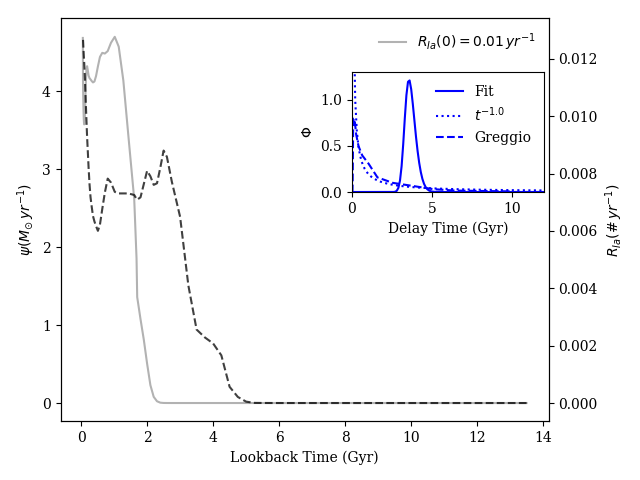 R_{Ia}(0) = 0.01 yr^{-1}
Fit
t^{-1.0}
Greggio
Φ
1.0
0.5
0.0
0 5 10
Delay Time (Gyr)
ψ(M_⊙ yr^{-1})
4
3
2
1
0
R_{Ia}(# yr^{-1})
0.012
0.010
0.008
0.006
0.004
0.002
0.000
0 2 4 6 8 10 12 14
Lookback Time (Gyr)